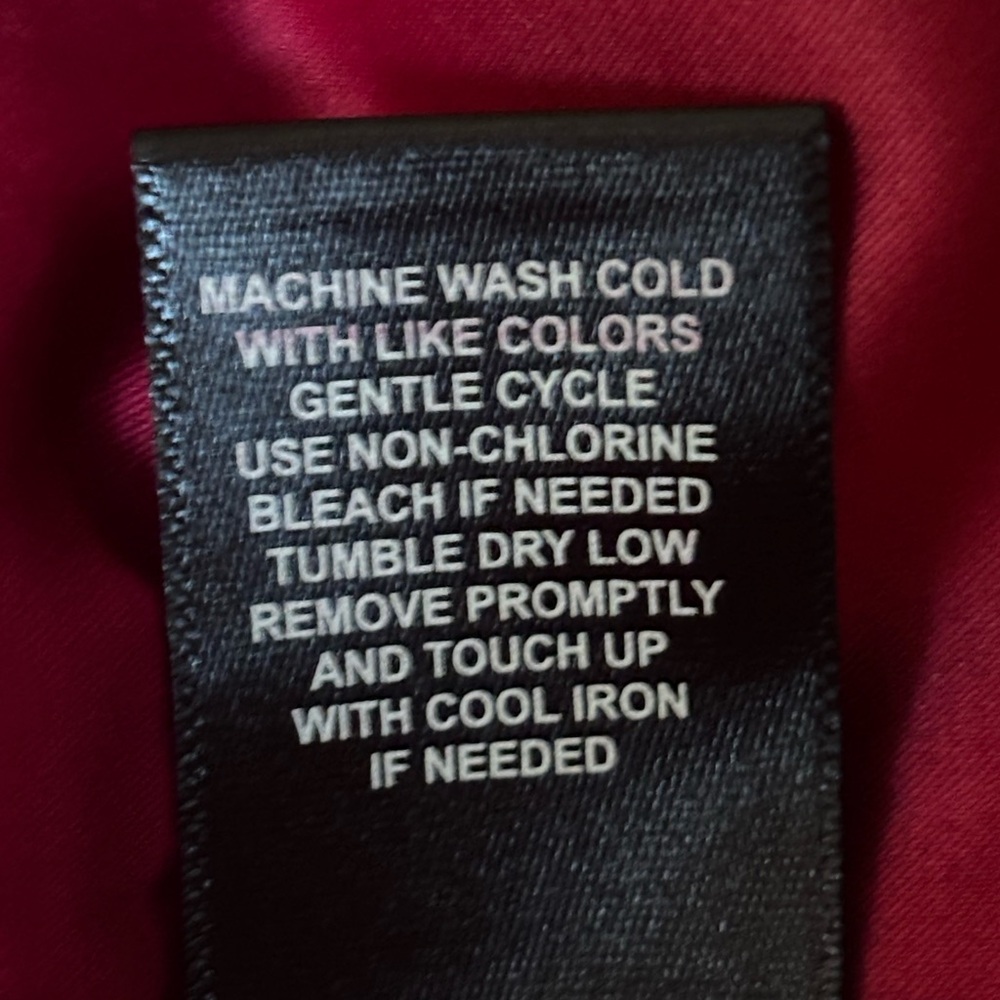 MACHINE WASH COLD
WITH LIKE COLORS
GENTLE CYCLE
USE NON-CHLORINE
BLEACH IF NEEDED
TUMBLE DRY LOW
REMOVE PROMPTLY
AND TOUCH UP
WITH COOL IRON
IF NEEDED